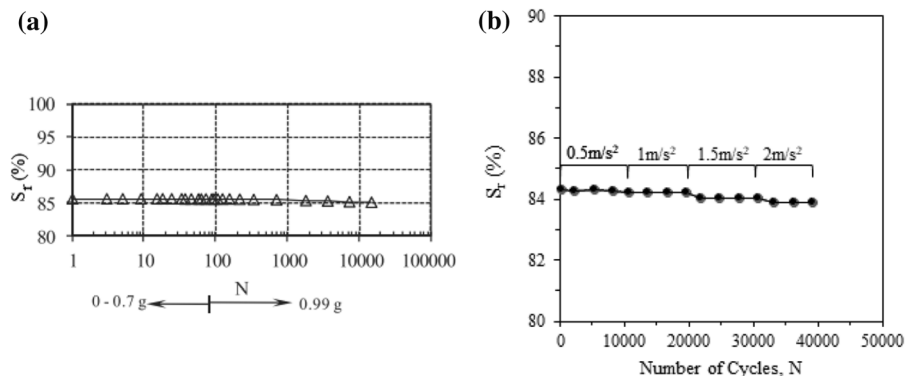 (a)
100
95
90
85
80
Sr (%)
1 10 100 1000 10000 100000
N
0 - 0.7 g 0.99 g
(b)
90
88
86
84
82
80
Sr (%)
0.5m/s² 1m/s² 1.5m/s² 2m/s²
0 10000 20000 30000 40000 50000
Number of Cycles, N